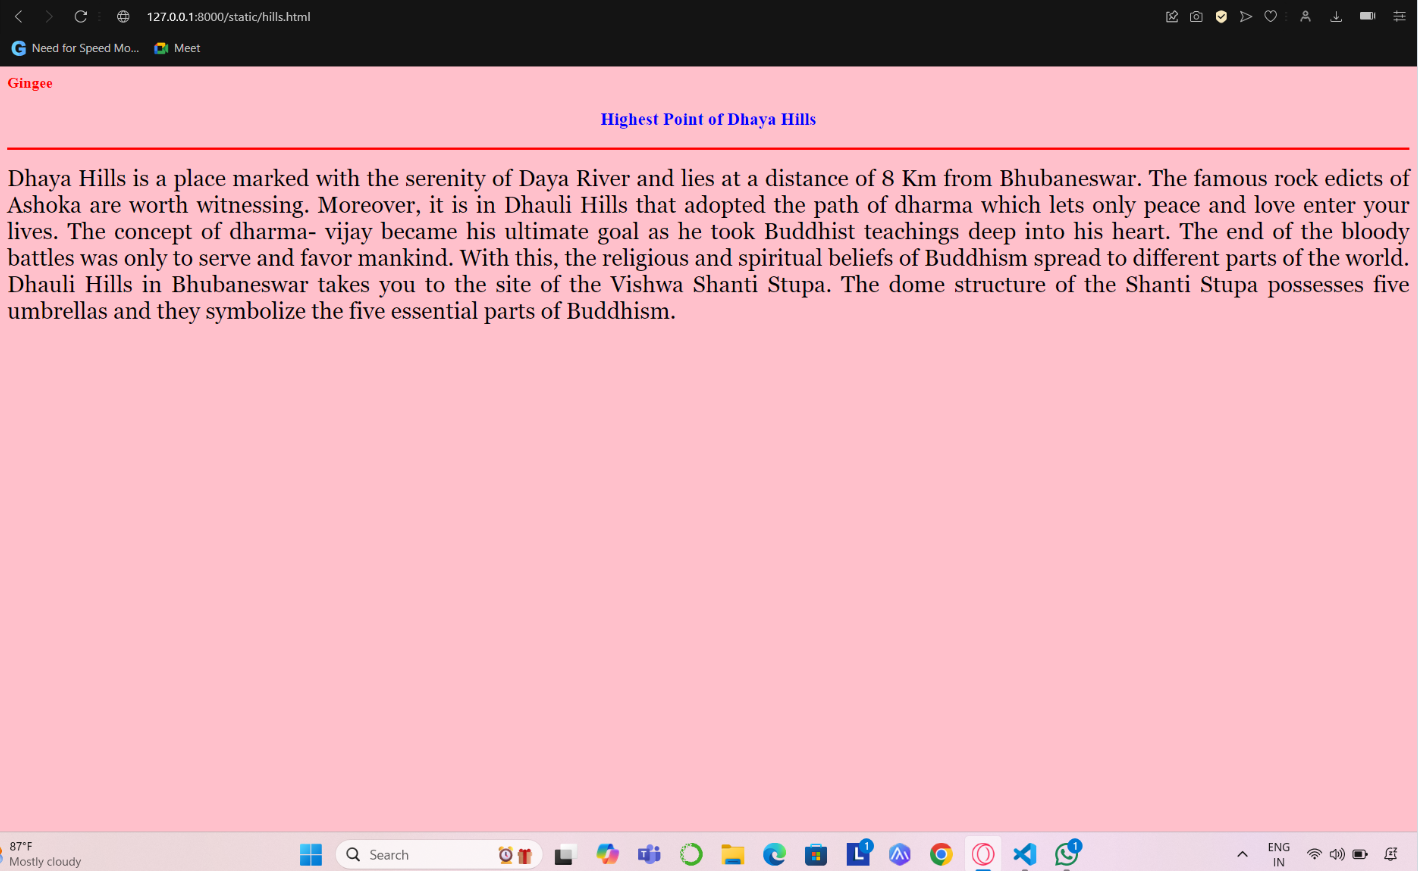 127.0.0.1:8000/static/hills.html
Need for Speed Mo...
Meet
Gingee
Highest Point of Dhaya Hills
Dhaya Hills is a place marked with the serenity of Daya River and lies at a distance of 8 Km from Bhubaneswar. The famous rock edicts of
Ashoka are worth witnessing. Moreover, it is in Dhauli Hills that adopted the path of dharma which lets only peace and love enter your
lives. The concept of dharma- vijay became his ultimate goal as he took Buddhist teachings deep into his heart. The end of the bloody
battles was only to serve and favor mankind. With this, the religious and spiritual beliefs of Buddhism spread to different parts of the world.
Dhauli Hills in Bhubaneswar takes you to the site of the Vishwa Shanti Stupa. The dome structure of the Shanti Stupa possesses five
umbrellas and they symbolize the five essential parts of Buddhism.
87°F
Mostly cloudy
Search
1
1
ENG
IN